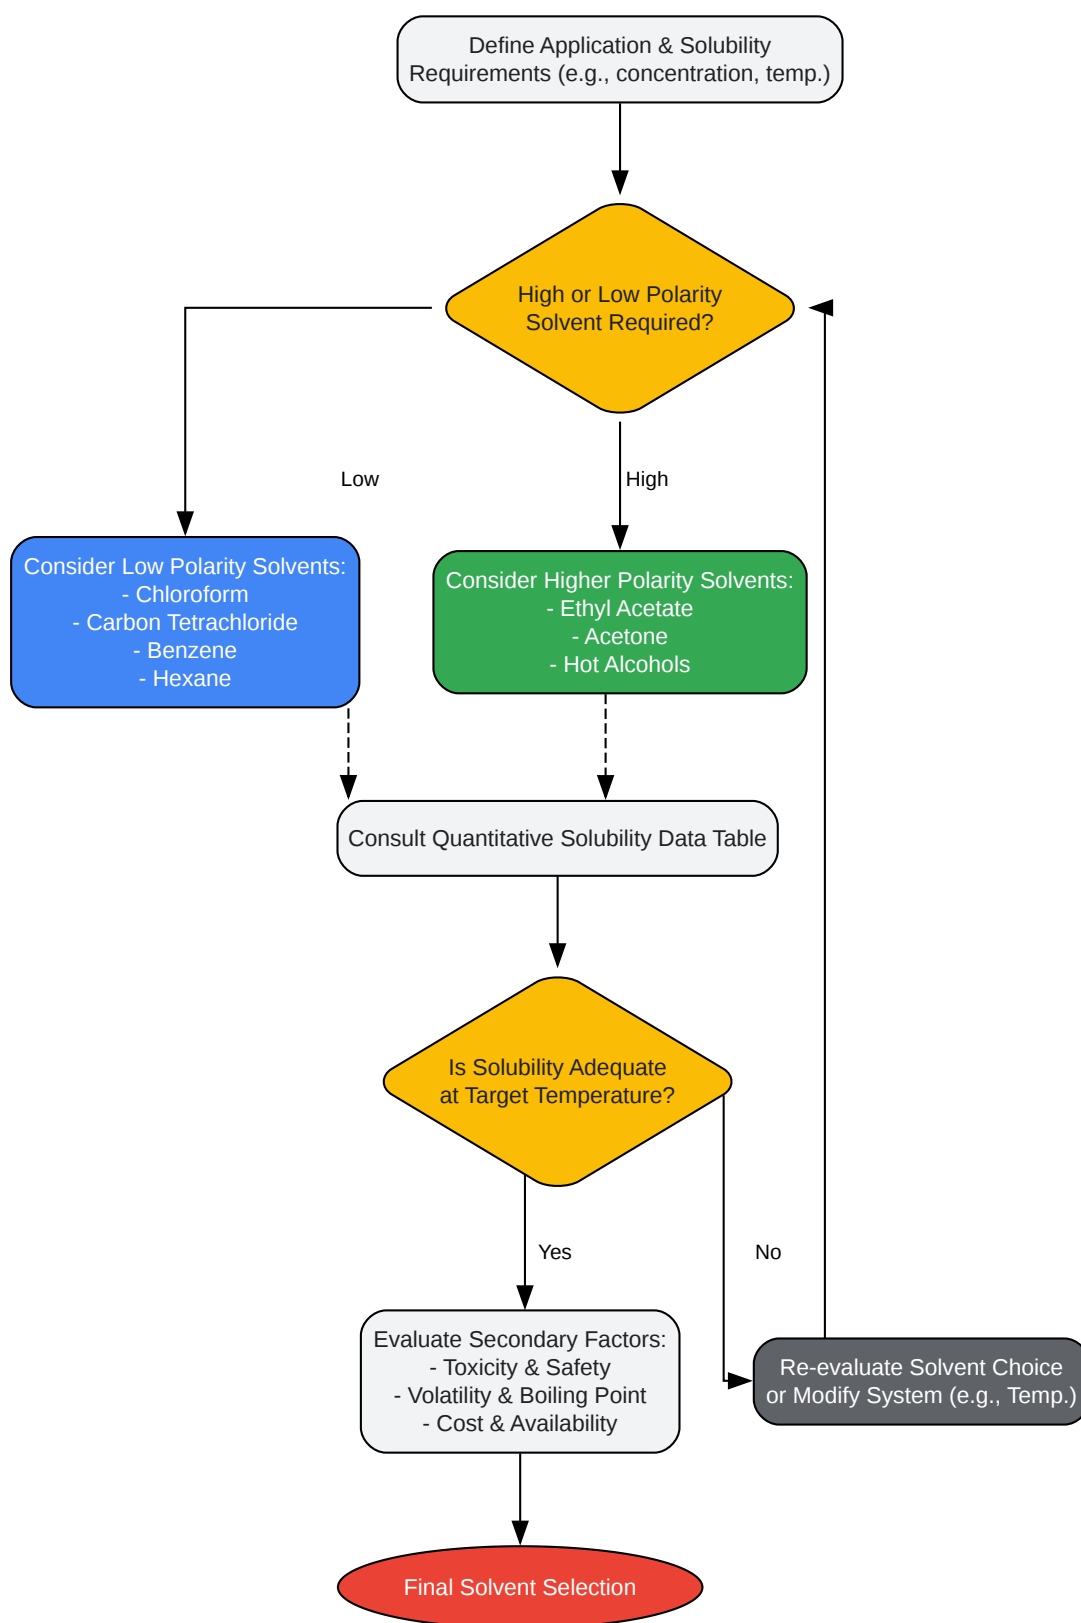 Define Application & Solubility
Requirements (e.g., concentration, temp.)
High or Low Polarity
Solvent Required?
Low
High
Consider Low Polarity Solvents:
- Chloroform
- Carbon Tetrachloride
- Benzene
- Hexane
Consider Higher Polarity Solvents:
- Ethyl Acetate
- Acetone
- Hot Alcohols
Consult Quantitative Solubility Data Table
Is Solubility Adequate
at Target Temperature?
Yes
No
Evaluate Secondary Factors:
- Toxicity & Safety
- Volatility & Boiling Point
- Cost & Availability
Re-evaluate Solvent Choice
or Modify System (e.g., Temp.)
Final Solvent Selection